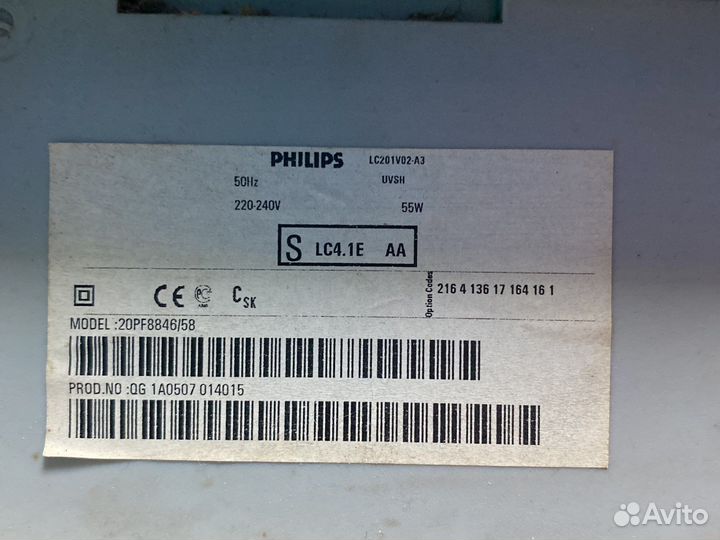 PHILIPS LC201V02-A3
50Hz UVSH
220-240V 55W
S LC4.1E AA
CE CSK
Option Codes 216 4 136 17 164 16 1
MODEL :20PF8846/58
PROD.NO :QG 1A0507 014015
Avito